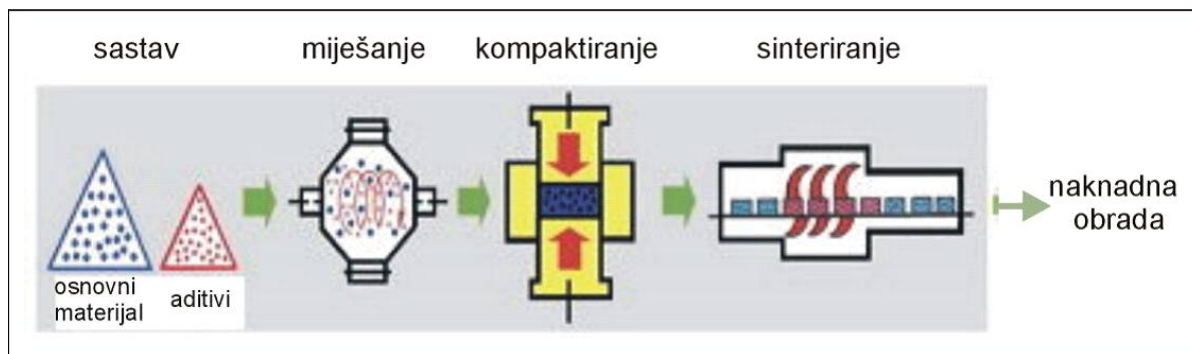 sastav
miješanje
kompaktiranje
sinteriranje
osnovni
materijal
aditivi
naknadna
obrada